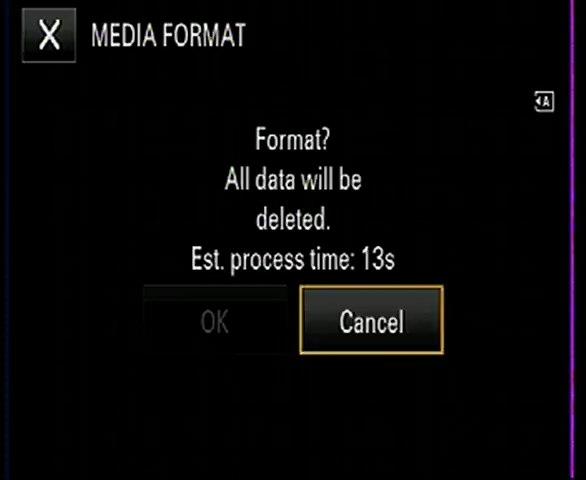 X MEDIA FORMAT
A
Format?
All data will be
deleted.
Est. process time: 13s
OK Cancel